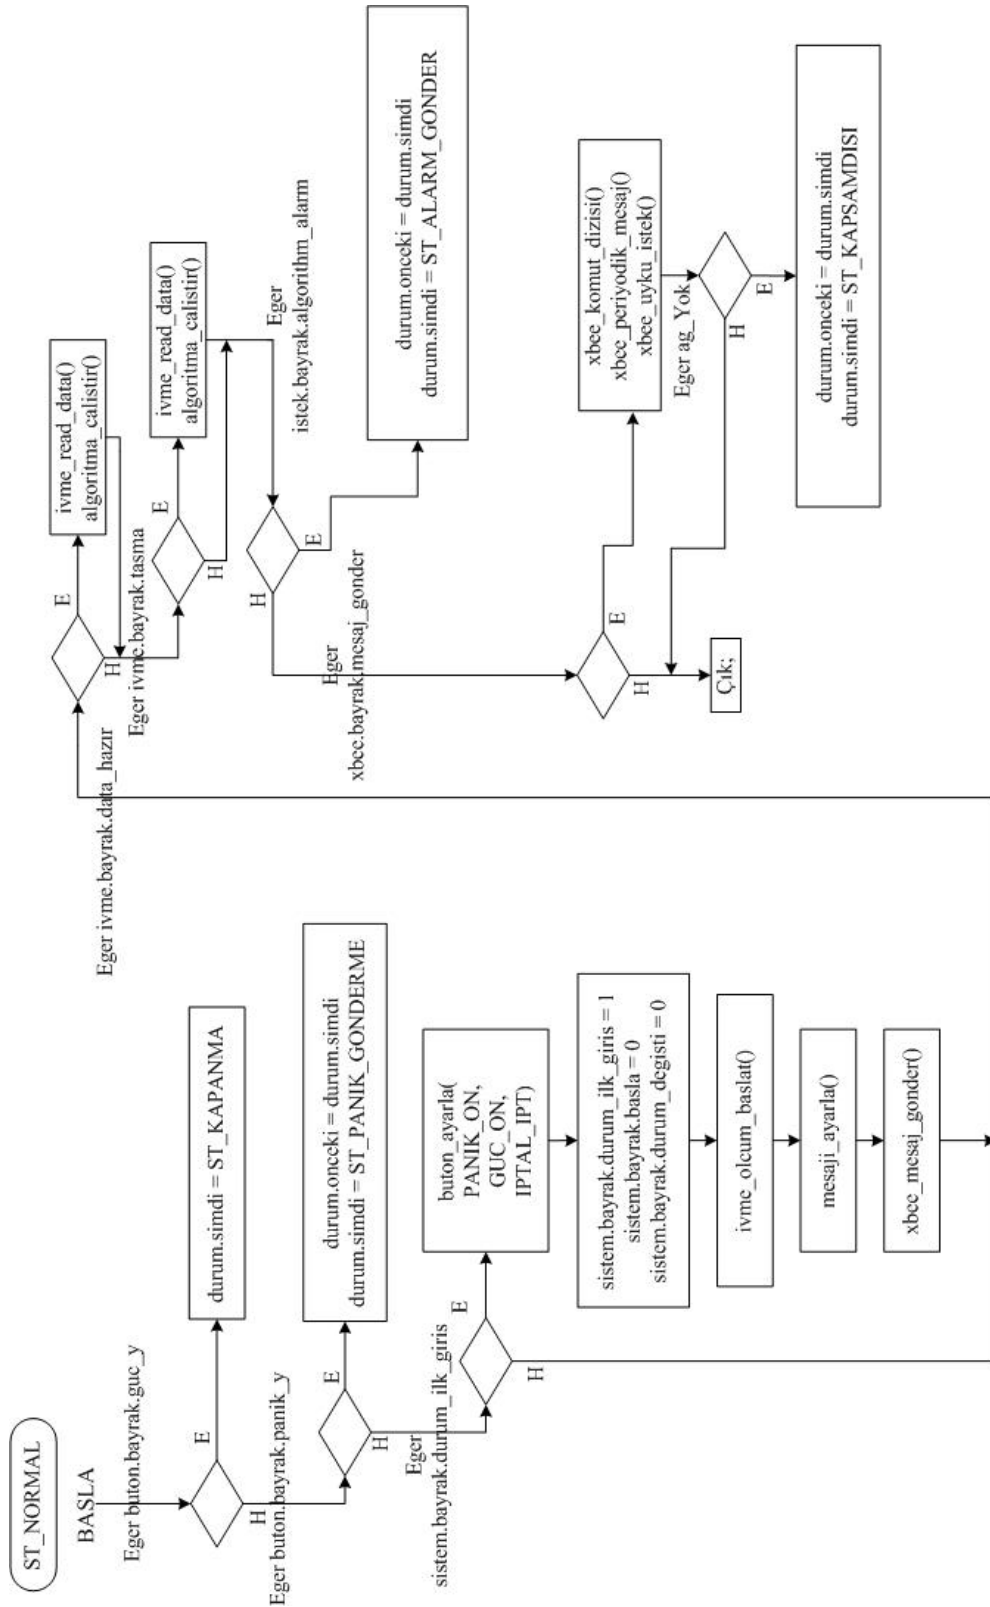 ST_NORMAL
BASLA
Eger buton.bayrak.guc_y
E
durum.simdi = ST_KAPANMA
H
Eger buton.bayrak.panik_y
E
durum.onceki = durum.simdi
durum.simdi = ST_PANIK_GONDERME
H
Eger
sistem.bayrak.durum_ilk_giris
E
buton_ayarla(
PANIK_ON,
GUC_ON,
IPTAL_IPT)
H
sistem.bayrak.durum_ilk_giris = 1
sistem.bayrak.basla = 0
sistem.bayrak.durum_degisti = 0
ivme_olcum_baslat()
mesaji_ayarla()
xbee_mesaj_gonder()
Eger ivme.bayrak.data_hazır
E
ivme_read_data()
algoritma_calistir()
H
Eger ivme.bayrak.tasma
E
ivme_read_data()
algoritma_calistir()
H
Eger
istek.bayrak.algorithm_alarm
E
durum.onceki = durum.simdi
durum.simdi = ST_ALARM_GONDER
H
Eger
xbee.bayrak.mesaj_gonder
E
xbee_komut_dizisi()
xbee_periyodik_mesaj()
xbee_uyku_istek()
H
Eger ag_Yok
H
E
durum.onceki = durum.simdi
durum.simdi = ST_KAPSAMDISI
Çık;